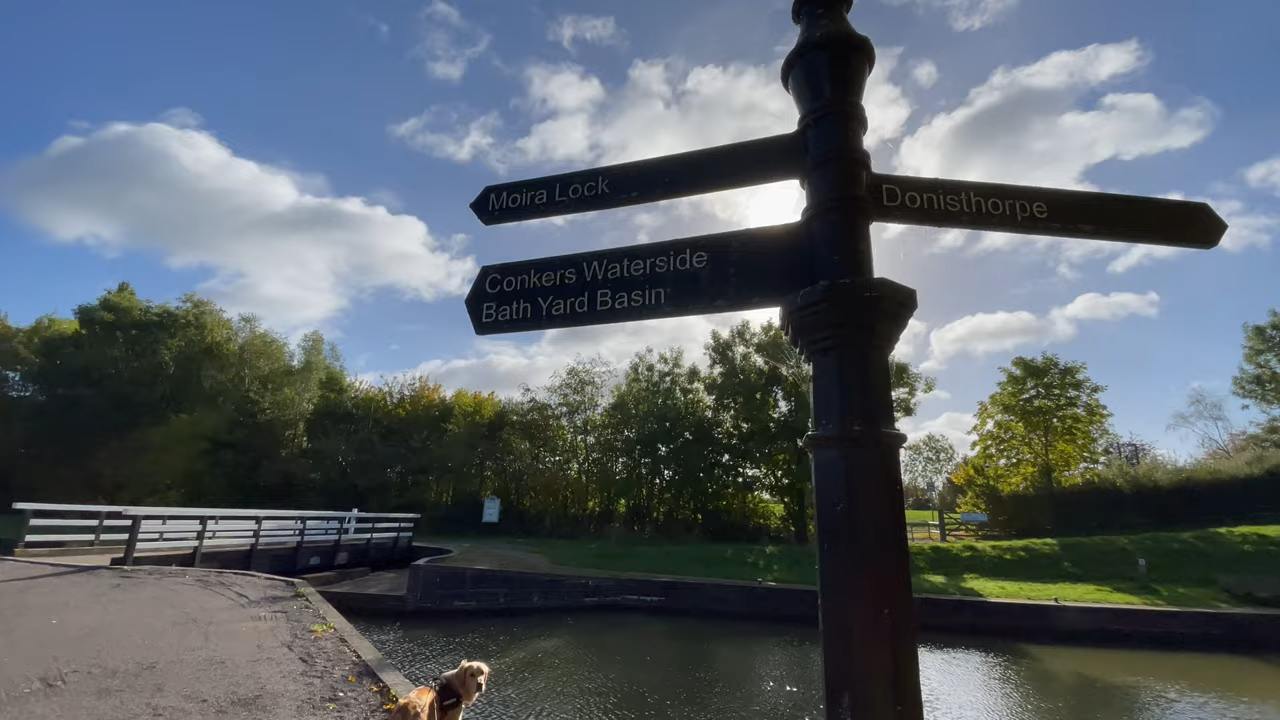 Moira Lock
Donisthorpe
Conkers Waterside
Bath Yard Basin